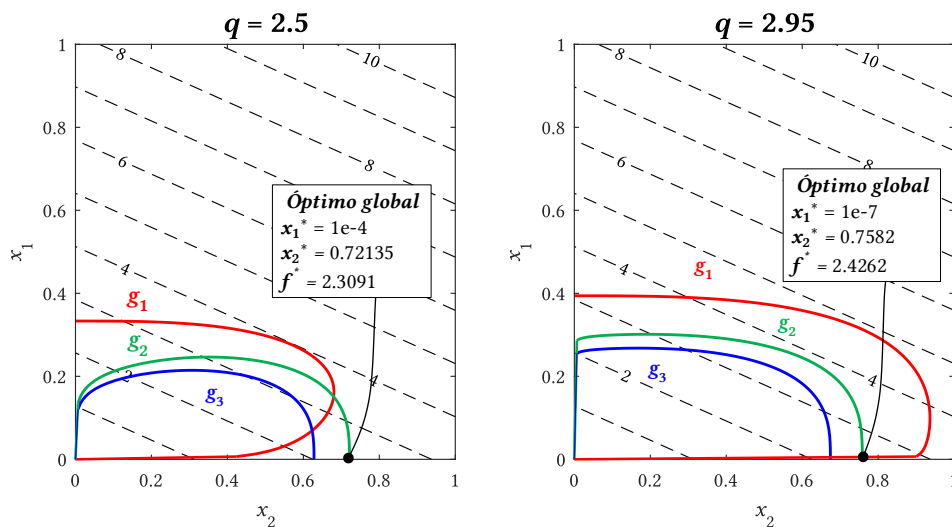 q = 2.5
1
0.8
0.6
0.4
0.2
0
0
0.2
0.4
0.6
0.8
1
x₁
x₂
8
10
6
8
4
2
4
g₁
g₂
g₃
Óptimo global
x₁* = 1e-4
x₂* = 0.72135
f* = 2.3091
q = 2.95
1
0.8
0.6
0.4
0.2
0
0
0.2
0.4
0.6
0.8
1
x₁
x₂
8
10
6
8
4
2
4
g₁
g₂
g₃
Óptimo global
x₁* = 1e-7
x₂* = 0.7582
f* = 2.4262